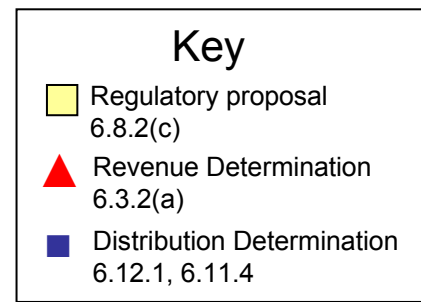 Key
Regulatory proposal
6.8.2(c)
Revenue Determination
6.3.2(a)
Distribution Determination
6.12.1, 6.11.4